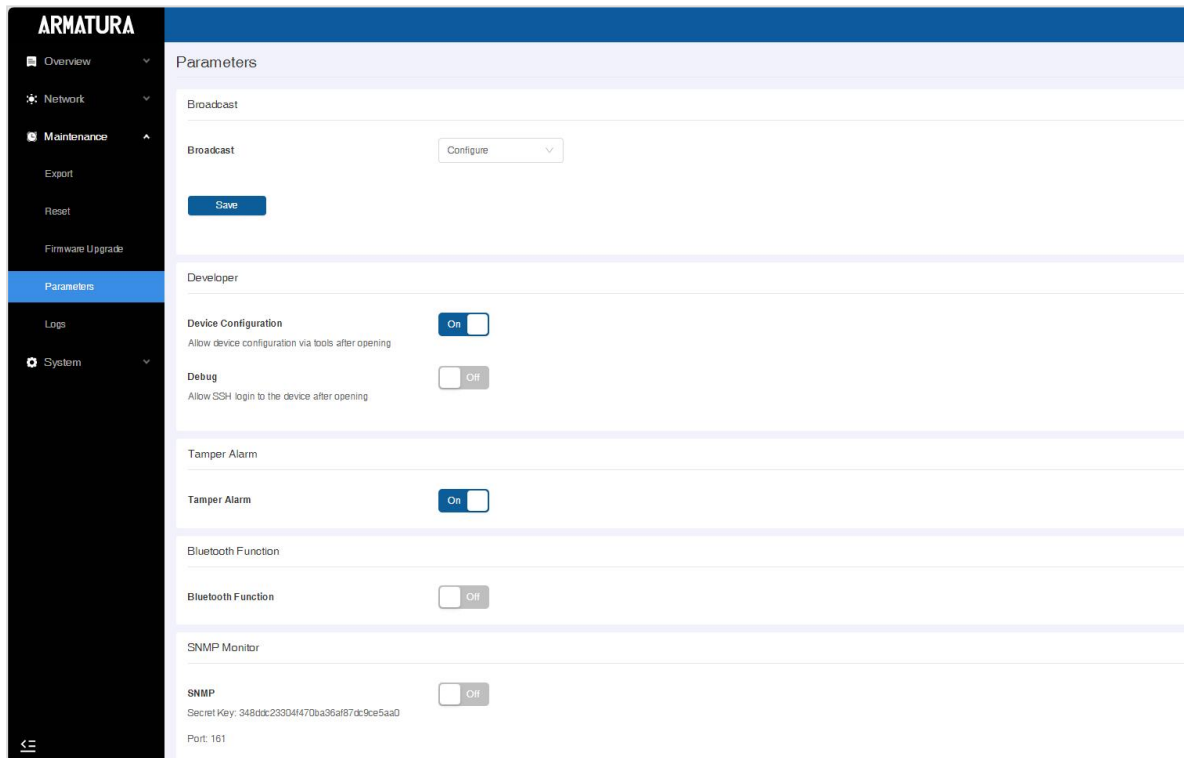 ARMATURA
Overview
Network
Maintenance
Export
Reset
Firmware Upgrade
Parameters
Logs
System
Parameters
Broadcast
Broadcast
Configure
Save
Developer
Device Configuration
On
Allow device configuration via tools after opening
Debug
Off
Allow SSH login to the device after opening
Tamper Alarm
Tamper Alarm
On
Bluetooth Function
Bluetooth Function
Off
SNMP Monitor
SNMP
Off
Secret Key: 348ddc23304f470ba36af87dc9ce5aa0
Port: 161